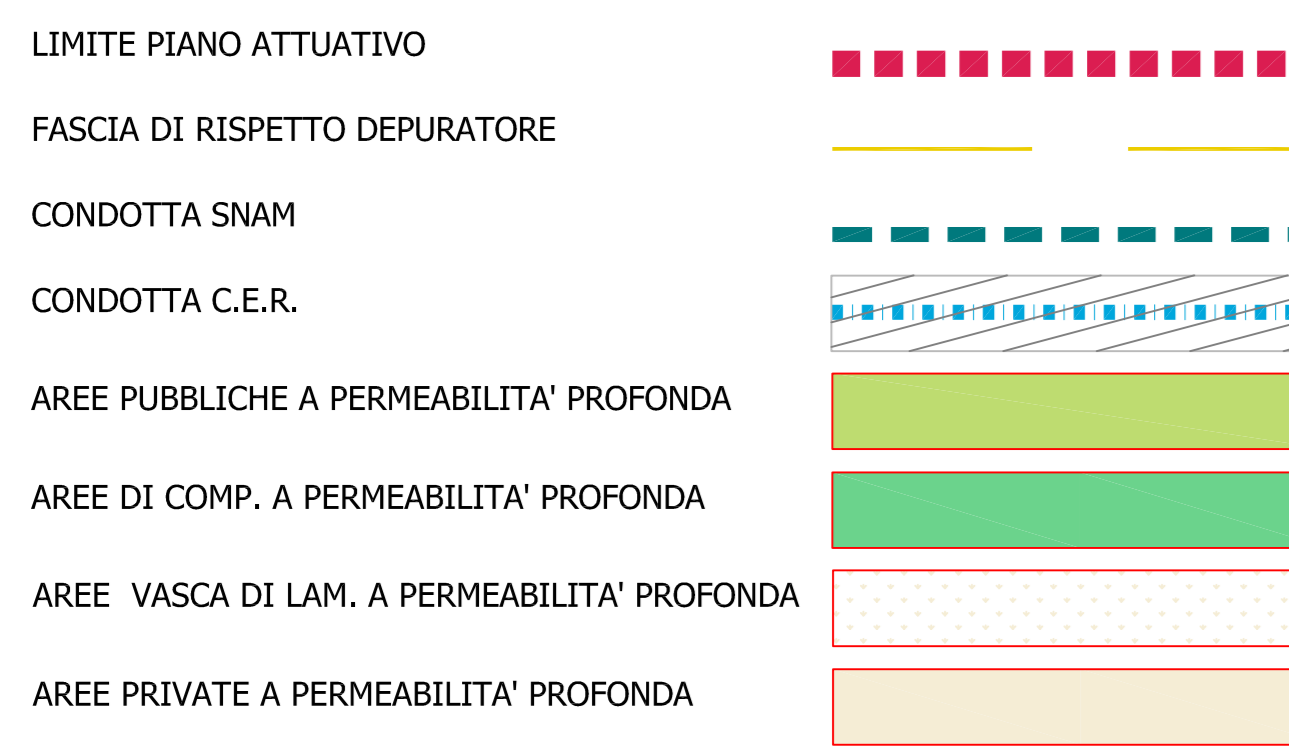 LIMITE PIANO ATTUATIVO
FASCIA DI RISPETTO DEPURATORE
CONDOTTA SNAM
CONDOTTA C.E.R.
AREE PUBBLICHE A PERMEABILITA' PROFONDA
AREE DI COMP. A PERMEABILITA' PROFONDA
AREE  VASCA DI LAM. A PERMEABILITA' PROFONDA
AREE PRIVATE A PERMEABILITA' PROFONDA